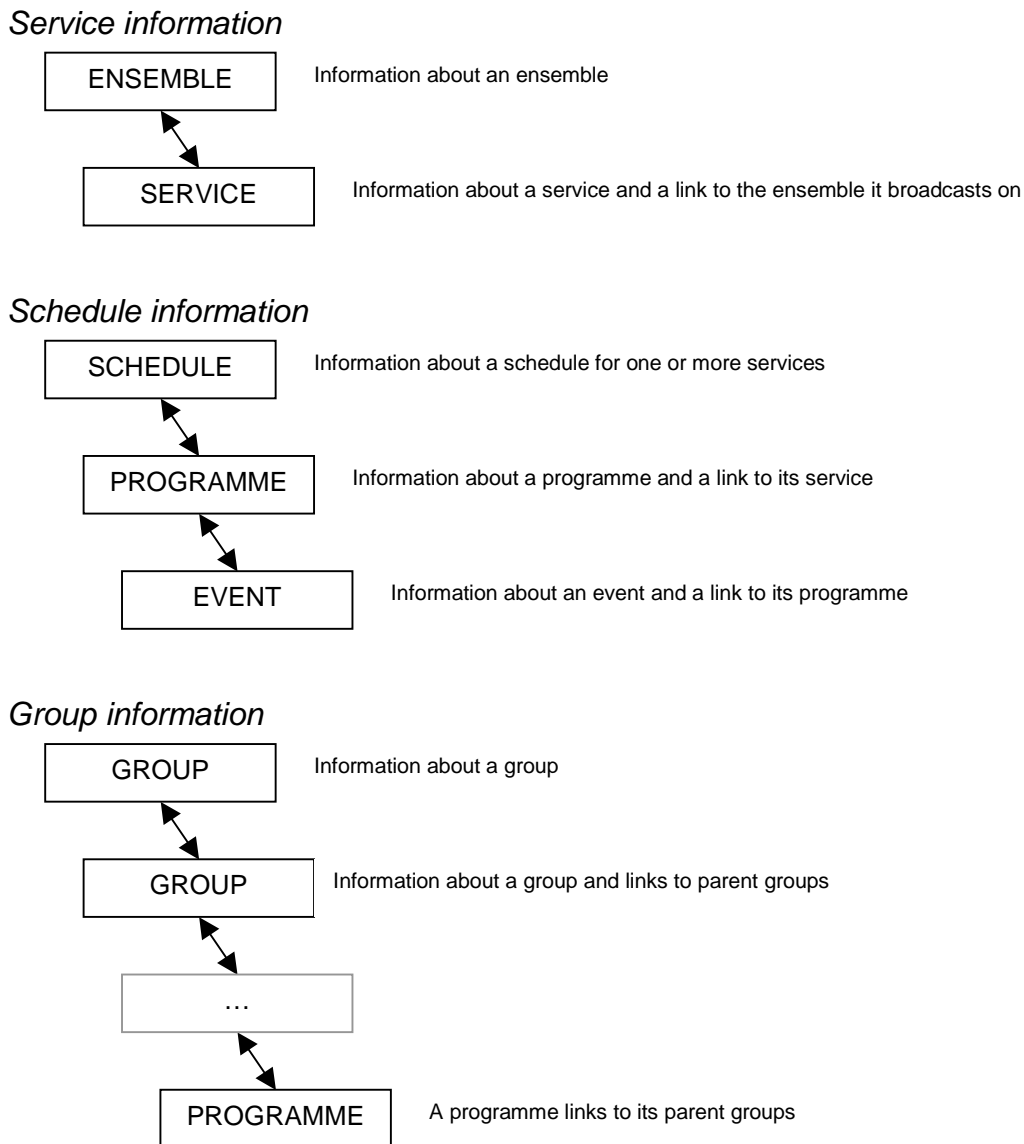 Service information
ENSEMBLE Information about an ensemble
SERVICE Information about a service and a link to the ensemble it broadcasts on
Schedule information
SCHEDULE Information about a schedule for one or more services
PROGRAMME Information about a programme and a link to its service
EVENT Information about an event and a link to its programme
Group information
GROUP Information about a group
GROUP Information about a group and links to parent groups
…
PROGRAMME A programme links to its parent groups